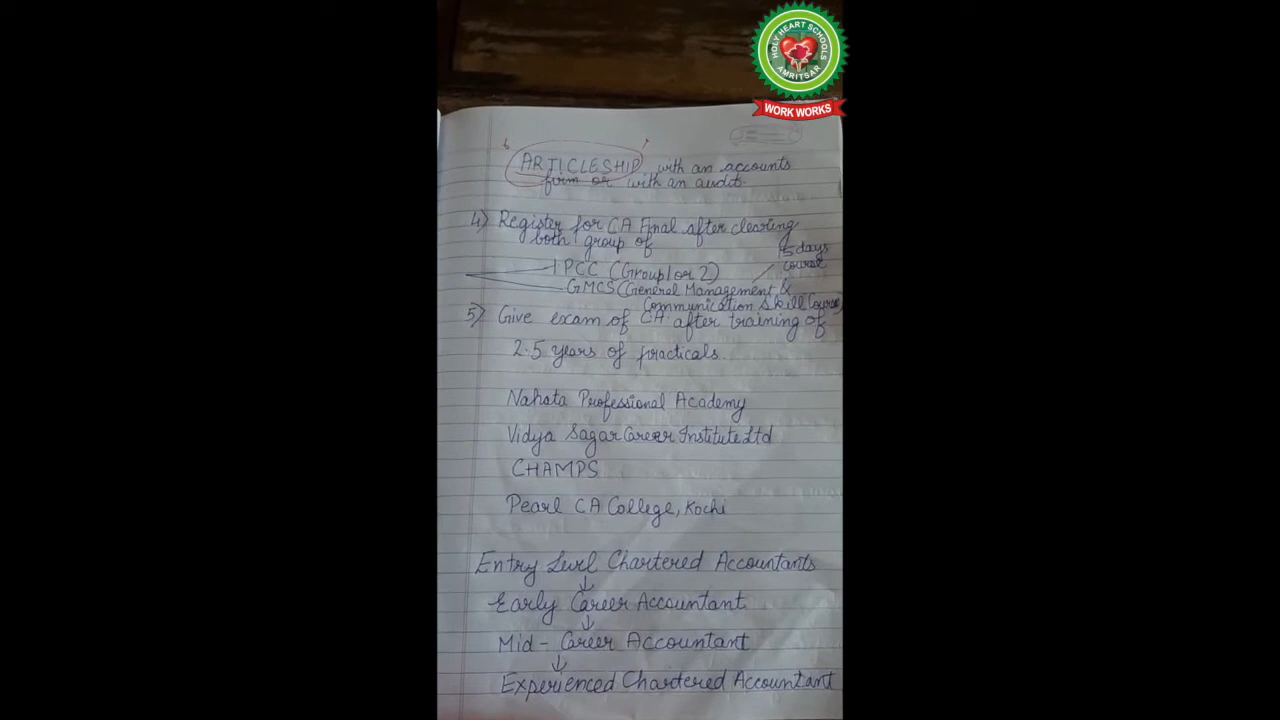 HOLY HEART SCHOOLS
AMRITSAR
WORK WORKS
ARTICLESHIP with an accounts
firm or with an audit.
4) Register for CA Final after clearing
both group of
15 days
course
IPCC (Group 1 or 2)
GMCS (General Management &
Communication Skill Course)
5) Give exam of CA after training of
2.5 years of practicals.
Nahata Professional Academy
Vidya Sagar Career Institute Ltd
CHAMPS
Pearl CA College, Kochi
Entry Level Chartered Accountants
Early Career Accountant
Mid - Career Accountant
Experienced Chartered Accountant